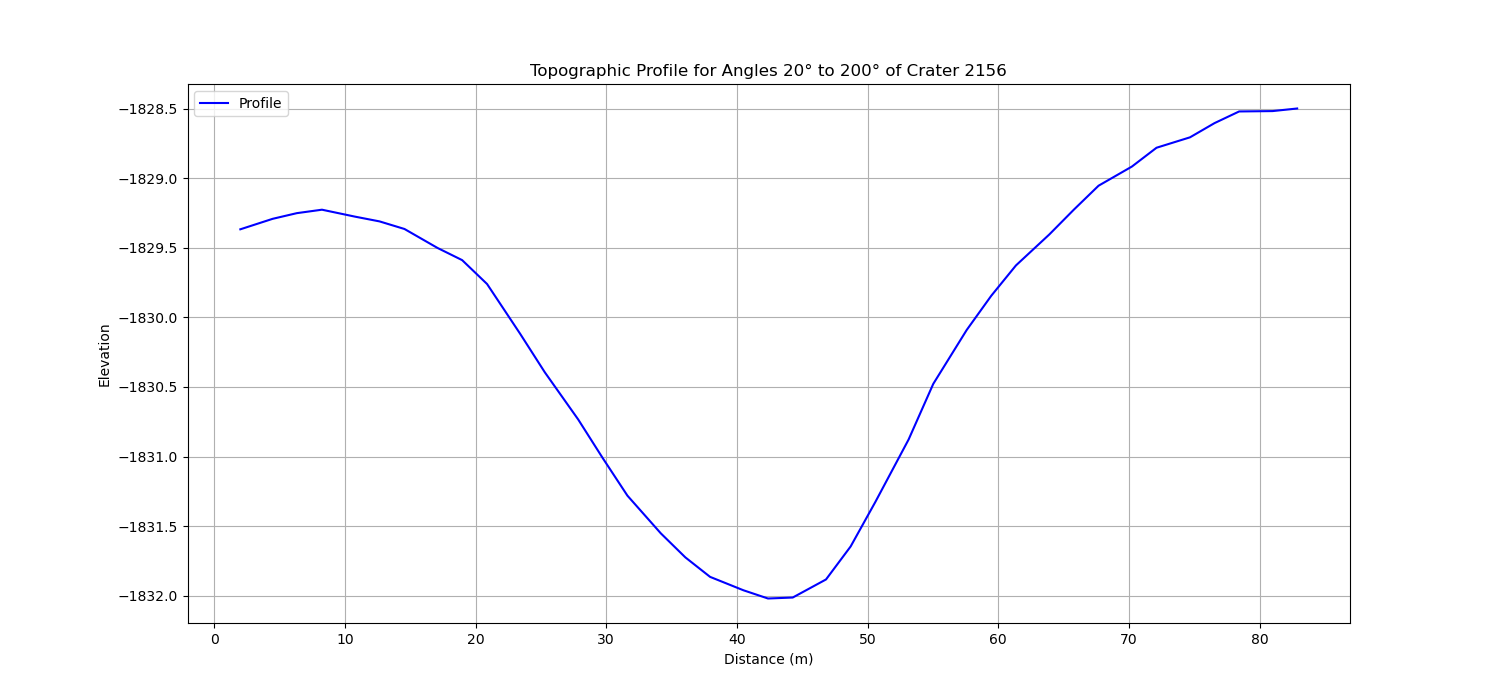 Topographic Profile for Angles 20° to 200° of Crater 2156
Profile
−1828.5
−1829.0
−1829.5
−1830.0
−1830.5
−1831.0
−1831.5
−1832.0
Elevation
0 10 20 30 40 50 60 70 80
Distance (m)